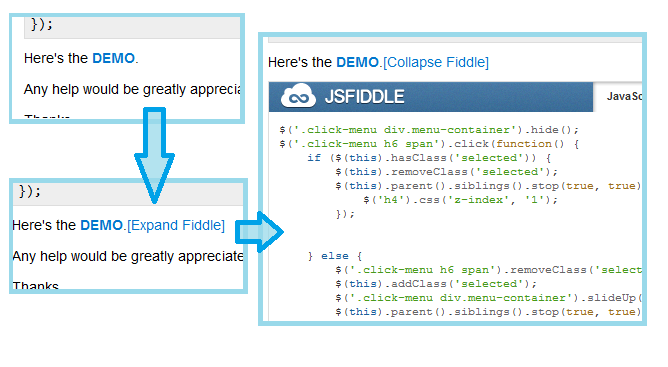 });
Here's the DEMO.
Any help would be greatly apprecia
Thanks
});
Here's the DEMO.[Expand Fiddle]
Any help would be greatly appreciate
Thanks
Here's the DEMO.[Collapse Fiddle]
JSFIDDLE
JavaSc
$('.click-menu div.menu-container').hide();
$('.click-menu h6 span').click(function() {
if ($(this).hasClass('selected')) {
$(this).removeClass('selected');
$(this).parent().siblings().stop(true, true)
$('h4').css('z-index', '1');
});
} else {
$('.click-menu h6 span').removeClass('select
$(this).addClass('selected');
$('.click-menu div.menu-container').slideUp(
$(this).parent().siblings().stop(true, true)